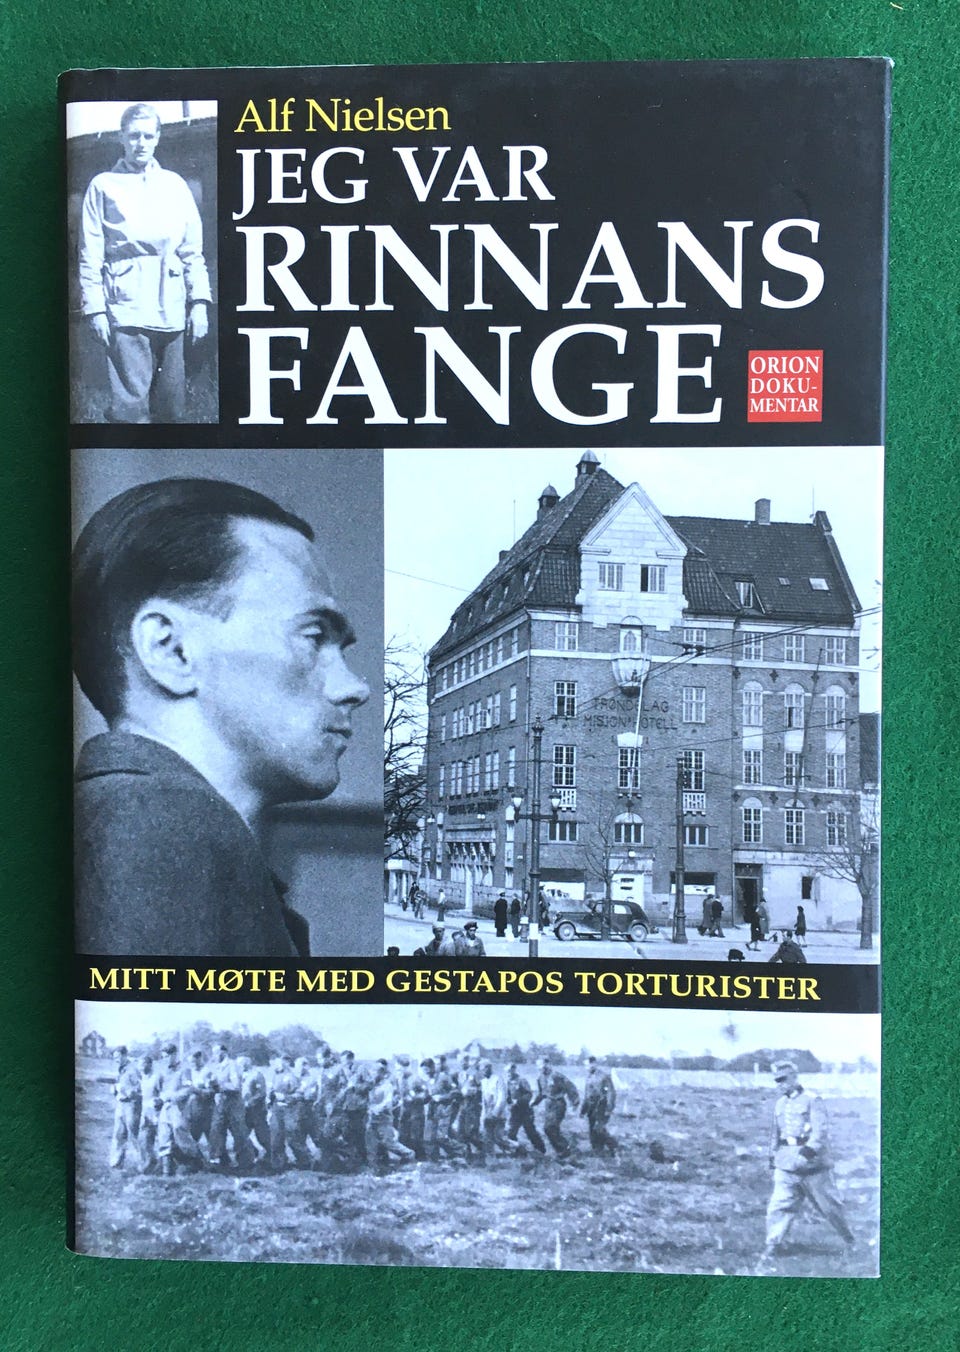 Alf Nielsen
JEG VAR
RINNANS
FANGE
ORION
DOKU-
MENTAR
TRØNDELAG
MISJONSHOTELL
MITT MØTE MED GESTAPOS TORTURISTER